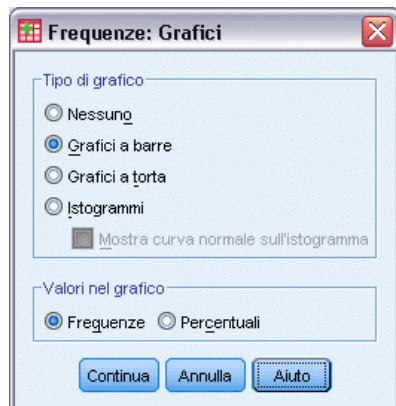 Frequenze: Grafici
Tipo di grafico
Nessuno
Grafici a barre
Grafici a torta
Istogrammi
Mostra curva normale sull'istogramma
Valori nel grafico
Frequenze Percentuali
Continua Annulla Aiuto